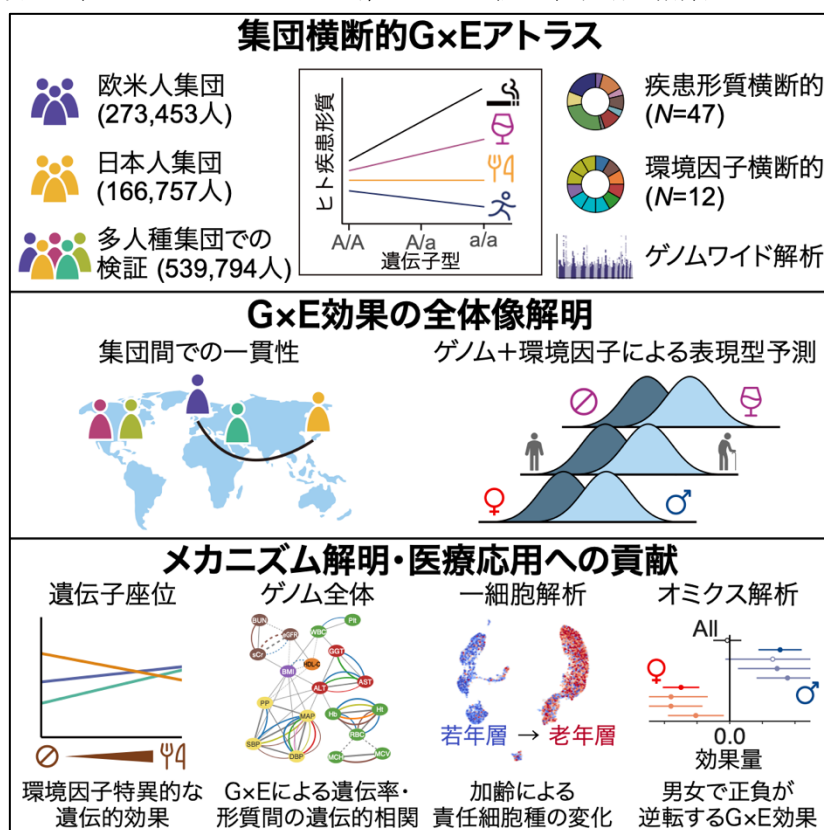 集団横断的G×Eアトラス
欧米人集団
(273,453人)
日本人集団
(166,757人)
多人種集団での
検証 (539,794人)
ヒト疾患形質
A/A
A/a
a/a
遺伝子型
疾患形質横断的
(N=47)
環境因子横断的
(N=12)
ゲノムワイド解析
G×E効果の全体像解明
集団間での一貫性
ゲノム+環境因子による表現型予測
メカニズム解明・医療応用への貢献
遺伝子座位
環境因子特異的な
遺伝的効果
ゲノム全体
BUN
eGFR
sCr
WBC
Plt
HDL-C
GGT
BMI
ALT
AST
PP
MAP
Hb
Ht
RBC
SBP
DBP
MCH
MCV
G×Eによる遺伝率・
形質間の遺伝的相関
一細胞解析
若年層 → 老年層
加齢による
責任細胞種の変化
オミクス解析
All
0.0
効果量
男女で正負が
逆転するG×E効果